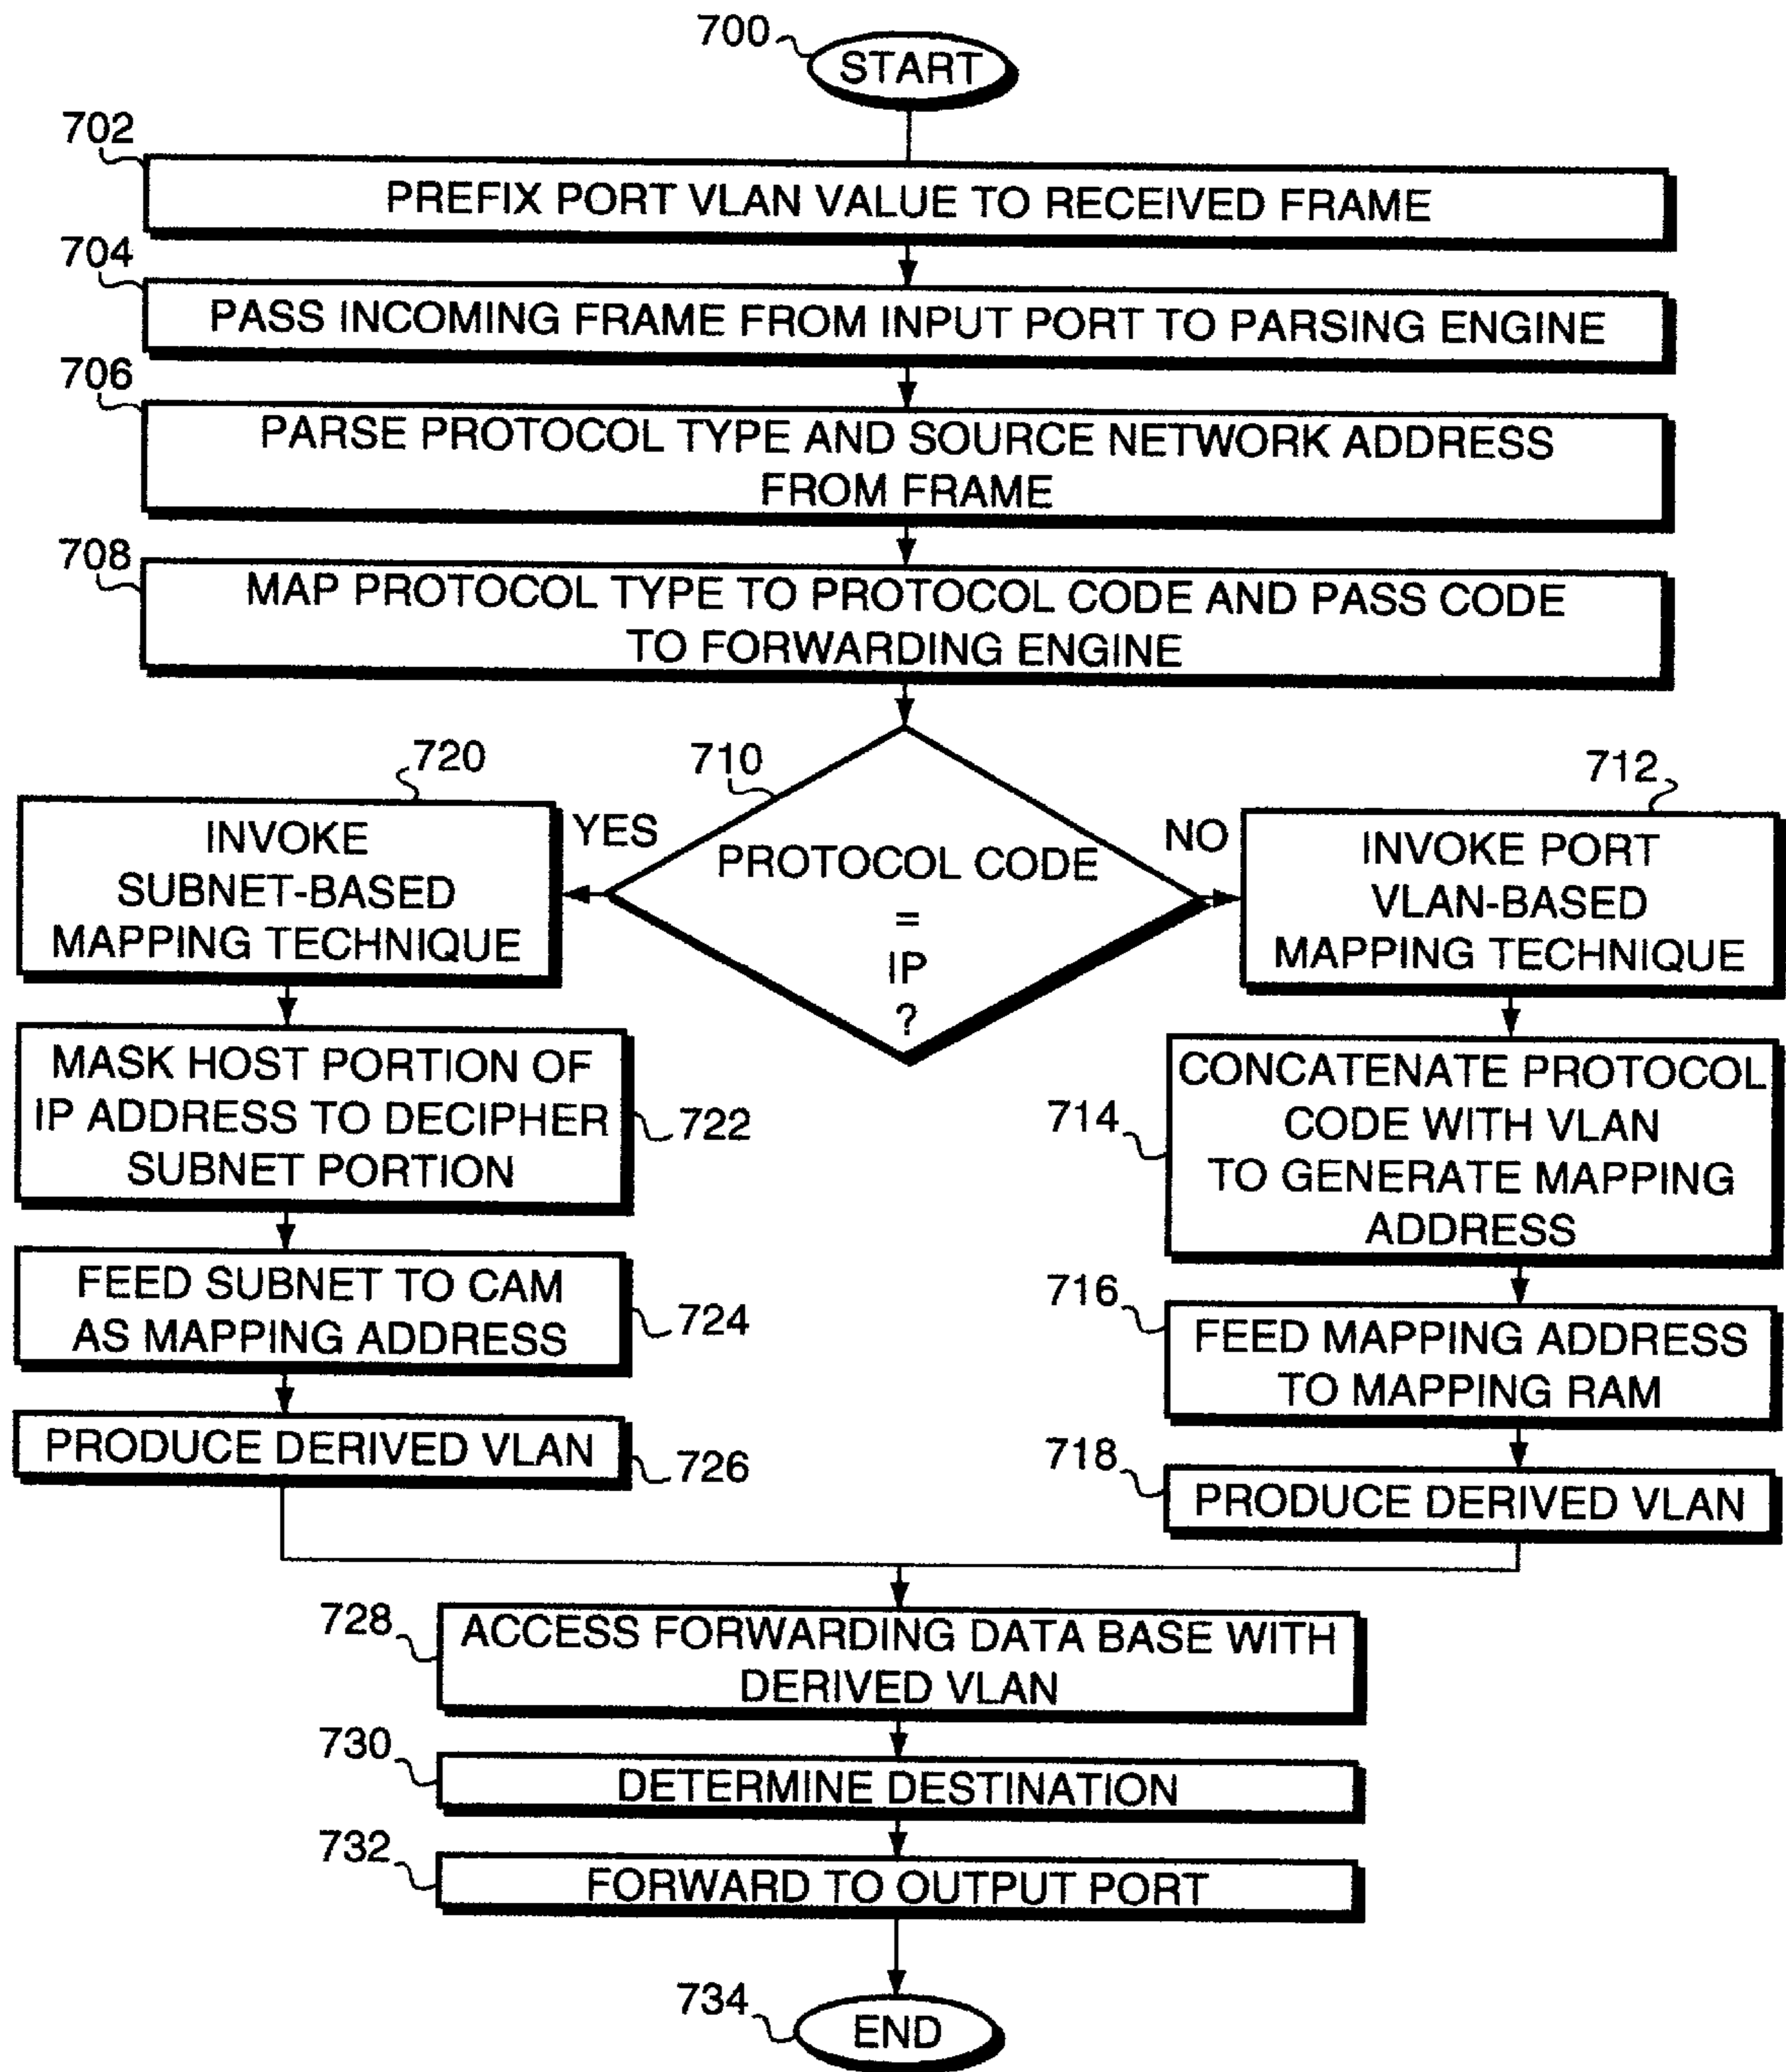 700
START
702
PREFIX PORT VLAN VALUE TO RECEIVED FRAME
704
PASS INCOMING FRAME FROM INPUT PORT TO PARSING ENGINE
706
PARSE PROTOCOL TYPE AND SOURCE NETWORK ADDRESS
FROM FRAME
708
MAP PROTOCOL TYPE TO PROTOCOL CODE AND PASS CODE
TO FORWARDING ENGINE
710
PROTOCOL CODE
=
IP
?
YES
NO
720
INVOKE
SUBNET-BASED
MAPPING TECHNIQUE
MASK HOST PORTION OF
IP ADDRESS TO DECIPHER
SUBNET PORTION
722
FEED SUBNET TO CAM
AS MAPPING ADDRESS
724
PRODUCE DERIVED VLAN
726
712
INVOKE PORT
VLAN-BASED
MAPPING TECHNIQUE
714
CONCATENATE PROTOCOL
CODE WITH VLAN
TO GENERATE MAPPING
ADDRESS
716
FEED MAPPING ADDRESS
TO MAPPING RAM
718
PRODUCE DERIVED VLAN
728
ACCESS FORWARDING DATA BASE WITH
DERIVED VLAN
730
DETERMINE DESTINATION
732
FORWARD TO OUTPUT PORT
734
END